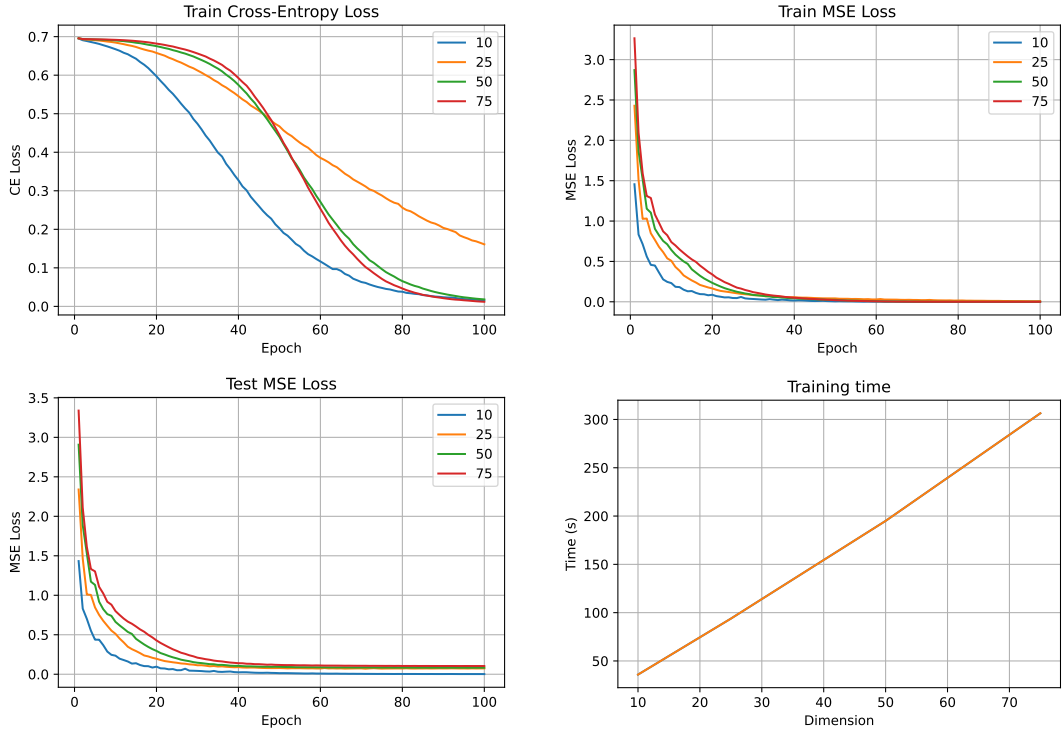 Train Cross-Entropy Loss
CE Loss
0.7
0.6
0.5
0.4
0.3
0.2
0.1
0.0
10
25
50
75
0 20 40 60 80 100
Epoch
Train MSE Loss
MSE Loss
3.0
2.5
2.0
1.5
1.0
0.5
0.0
10
25
50
75
0 20 40 60 80 100
Epoch
Test MSE Loss
MSE Loss
3.5
3.0
2.5
2.0
1.5
1.0
0.5
0.0
10
25
50
75
0 20 40 60 80 100
Epoch
Training time
Time (s)
300
250
200
150
100
50
10 20 30 40 50 60 70
Dimension